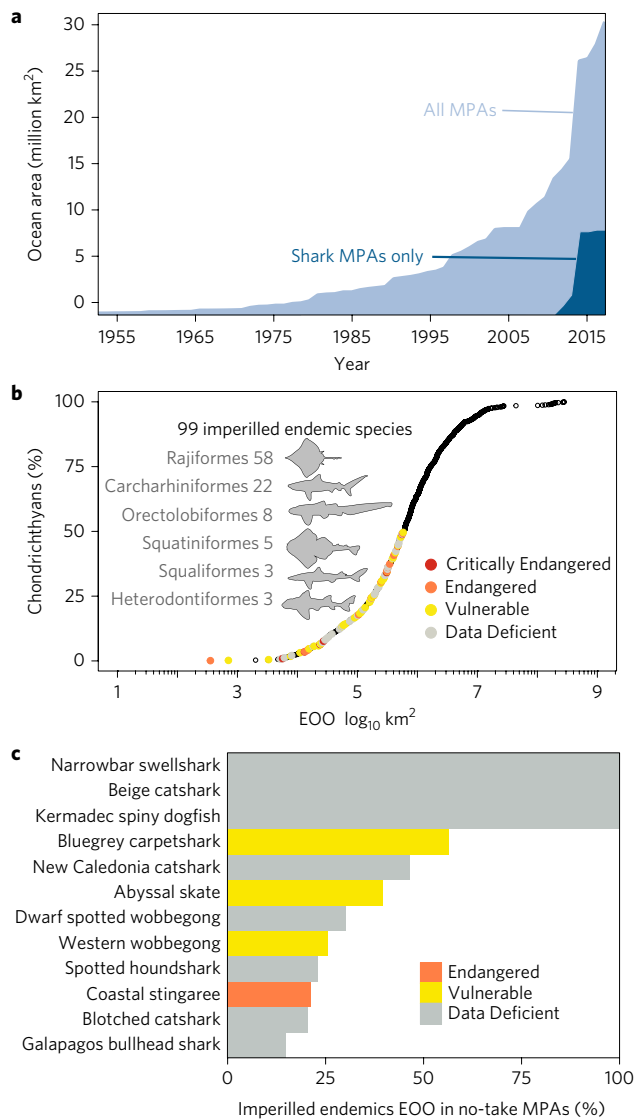 a
30
25
20
15
10
5
0
Ocean area (million km²)
All MPAs
Shark MPAs only
1955 1965 1975 1985 1995 2005 2015
Year
b
100
75
50
25
0
Chondrichthyans (%)
99 imperilled endemic species
Rajiformes 58
Carcharhiniformes 22
Orectolobiformes 8
Squatiniformes 5
Squaliformes 3
Heterodontiformes 3
Critically Endangered
Endangered
Vulnerable
Data Deficient
1 3 5 7 9
EOO log₁₀ km²
c
Narrowbar swellshark
Beige catshark
Kermadec spiny dogfish
Bluegrey carpetshark
New Caledonia catshark
Abyssal skate
Dwarf spotted wobbegong
Western wobbegong
Spotted houndshark
Coastal stingaree
Blotched catshark
Galapagos bullhead shark
Endangered
Vulnerable
Data Deficient
0 25 50 75 100
Imperilled endemics EOO in no-take MPAs (%)